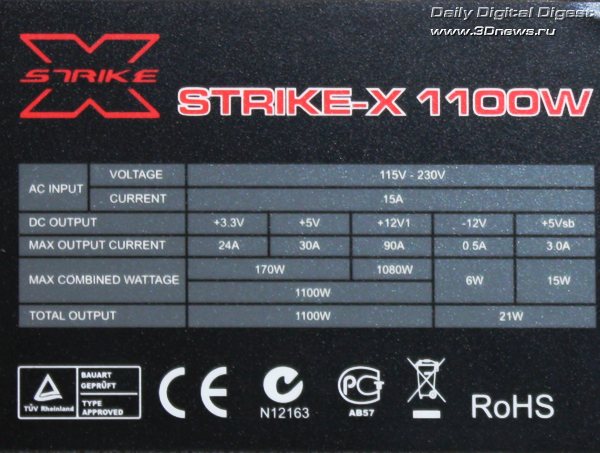 Daily Digital Digest
www.3Dnews.ru
STRIKE
STRIKE-X 1100W
AC INPUT VOLTAGE 115V - 230V
CURRENT 15A
DC OUTPUT +3.3V +5V +12V1 -12V +5Vsb
MAX OUTPUT CURRENT 24A 30A 90A 0.5A 3.0A
MAX COMBINED WATTAGE 170W 1080W 6W 15W
1100W
TOTAL OUTPUT 1100W 21W
TÜV Rheinland
BAUART
GEPRÜFT
TYPE
APPROVED
CE
N12163
PG
AB57
RoHS